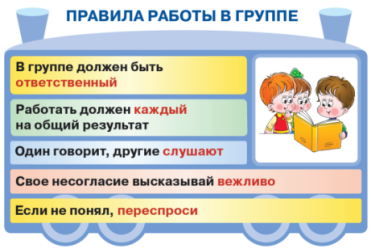 ПРАВИЛА РАБОТЫ В ГРУППЕ
В группе должен быть
ответственный
Работать должен каждый
на общий результат
Один говорит, другие слушают
Свое несогласие высказывай вежливо
Если не понял, переспроси